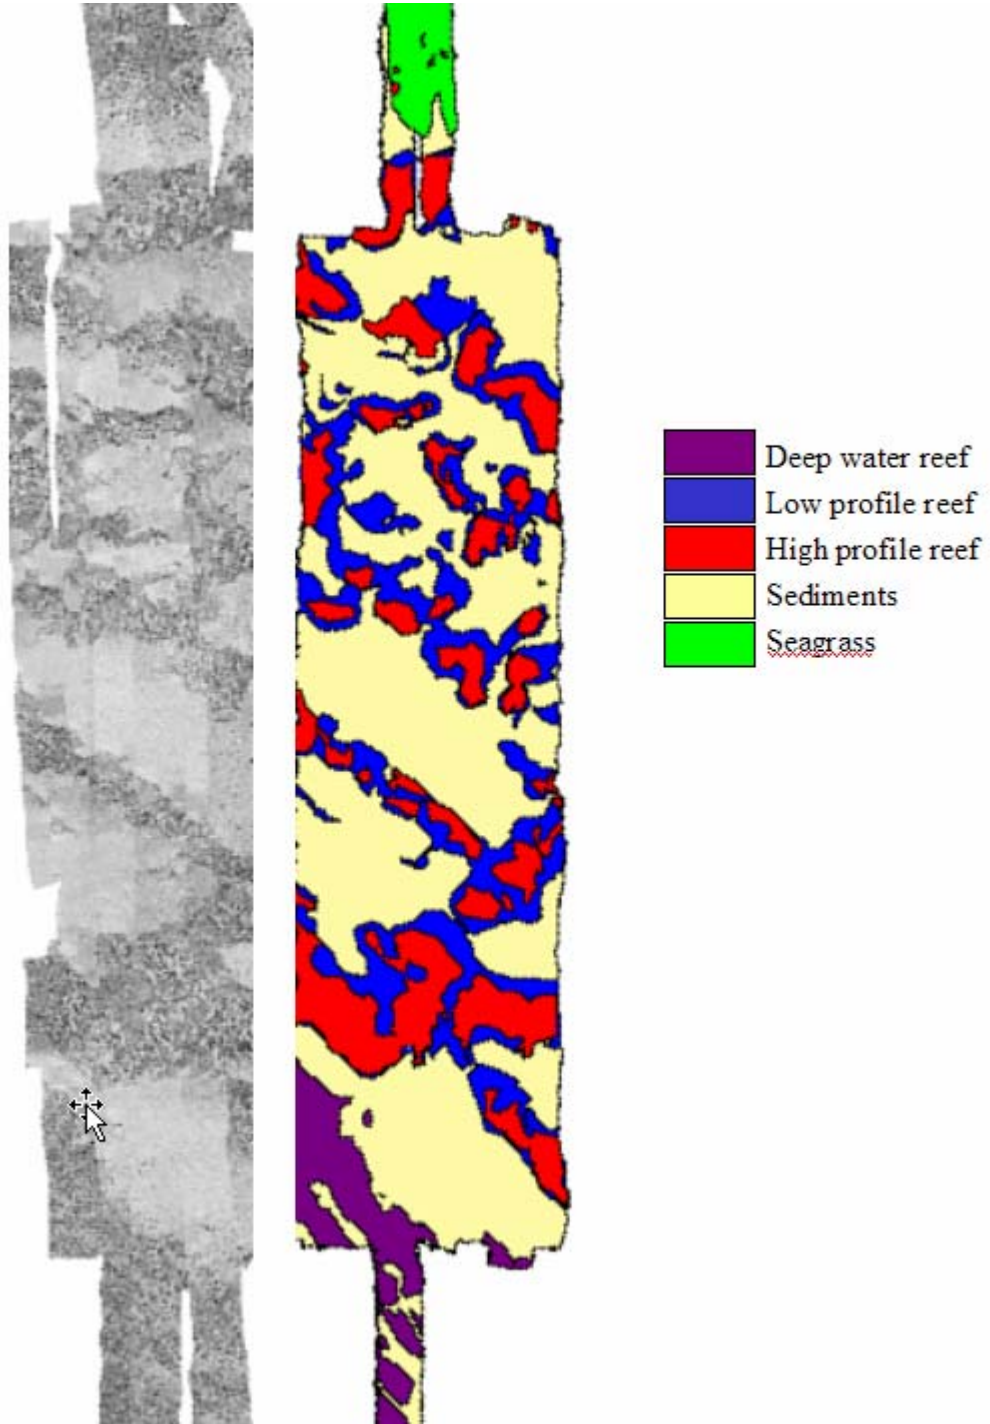 Deep water reef
Low profile reef
High profile reef
Sediments
Seagrass